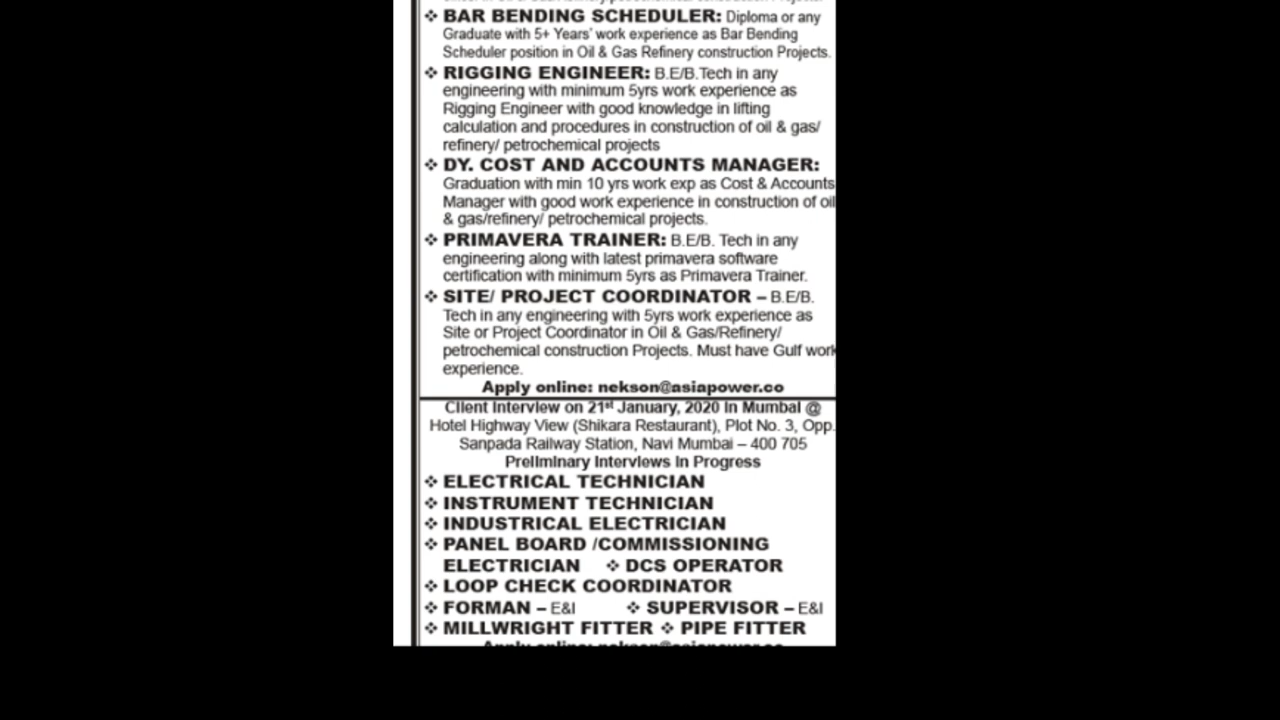 ❖ BAR BENDING SCHEDULER: Diploma or any
Graduate with 5+ Years' work experience as Bar Bending
Scheduler position in Oil & Gas Refinery construction Projects.
❖ RIGGING ENGINEER: B.E/B.Tech in any
engineering with minimum 5yrs work experience as
Rigging Engineer with good knowledge in lifting
calculation and procedures in construction of oil & gas/
refinery/ petrochemical projects
❖ DY. COST AND ACCOUNTS MANAGER:
Graduation with min 10 yrs work exp as Cost & Accounts
Manager with good work experience in construction of oil
& gas/refinery/ petrochemical projects.
❖ PRIMAVERA TRAINER: B.E/B. Tech in any
engineering along with latest primavera software
certification with minimum 5yrs as Primavera Trainer.
❖ SITE/ PROJECT COORDINATOR – B.E/B.
Tech in any engineering with 5yrs work experience as
Site or Project Coordinator in Oil & Gas/Refinery/
petrochemical construction Projects. Must have Gulf work
experience.
Apply online: nekson@asiapower.co
Client Interview on 21st January, 2020 in Mumbai @
Hotel Highway View (Shikara Restaurant), Plot No. 3, Opp.
Sanpada Railway Station, Navi Mumbai – 400 705
Preliminary Interviews in Progress
❖ ELECTRICAL TECHNICIAN
❖ INSTRUMENT TECHNICIAN
❖ INDUSTRICAL ELECTRICIAN
❖ PANEL BOARD /COMMISSIONING
ELECTRICIAN ❖ DCS OPERATOR
❖ LOOP CHECK COORDINATOR
❖ FORMAN – E&I ❖ SUPERVISOR – E&I
❖ MILLWRIGHT FITTER ❖ PIPE FITTER